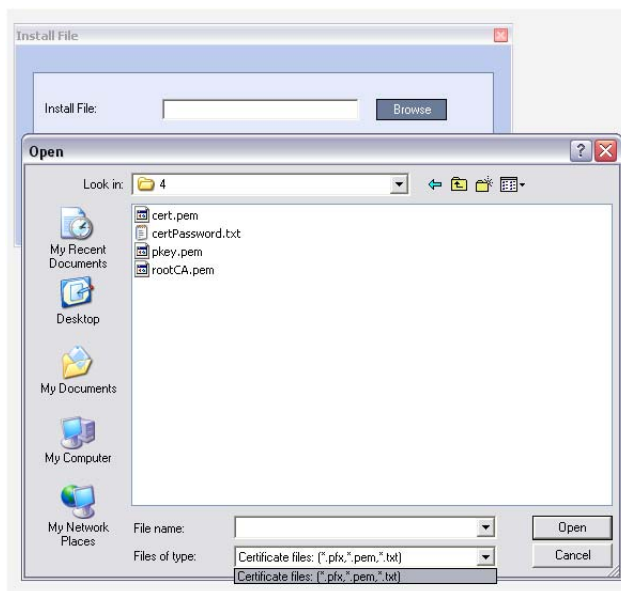 Install File
Install File:
Browse
Open
Look in:
4
cert.pem
certPassword.txt
pkey.pem
rootCA.pem
My Recent
Documents
Desktop
My Documents
My Computer
My Network
Places
File name:
Open
Files of type:
Certificate files: (*.pfx,*.pem,*.txt)
Cancel
Certificate files: (*.pfx,*.pem,*.txt)